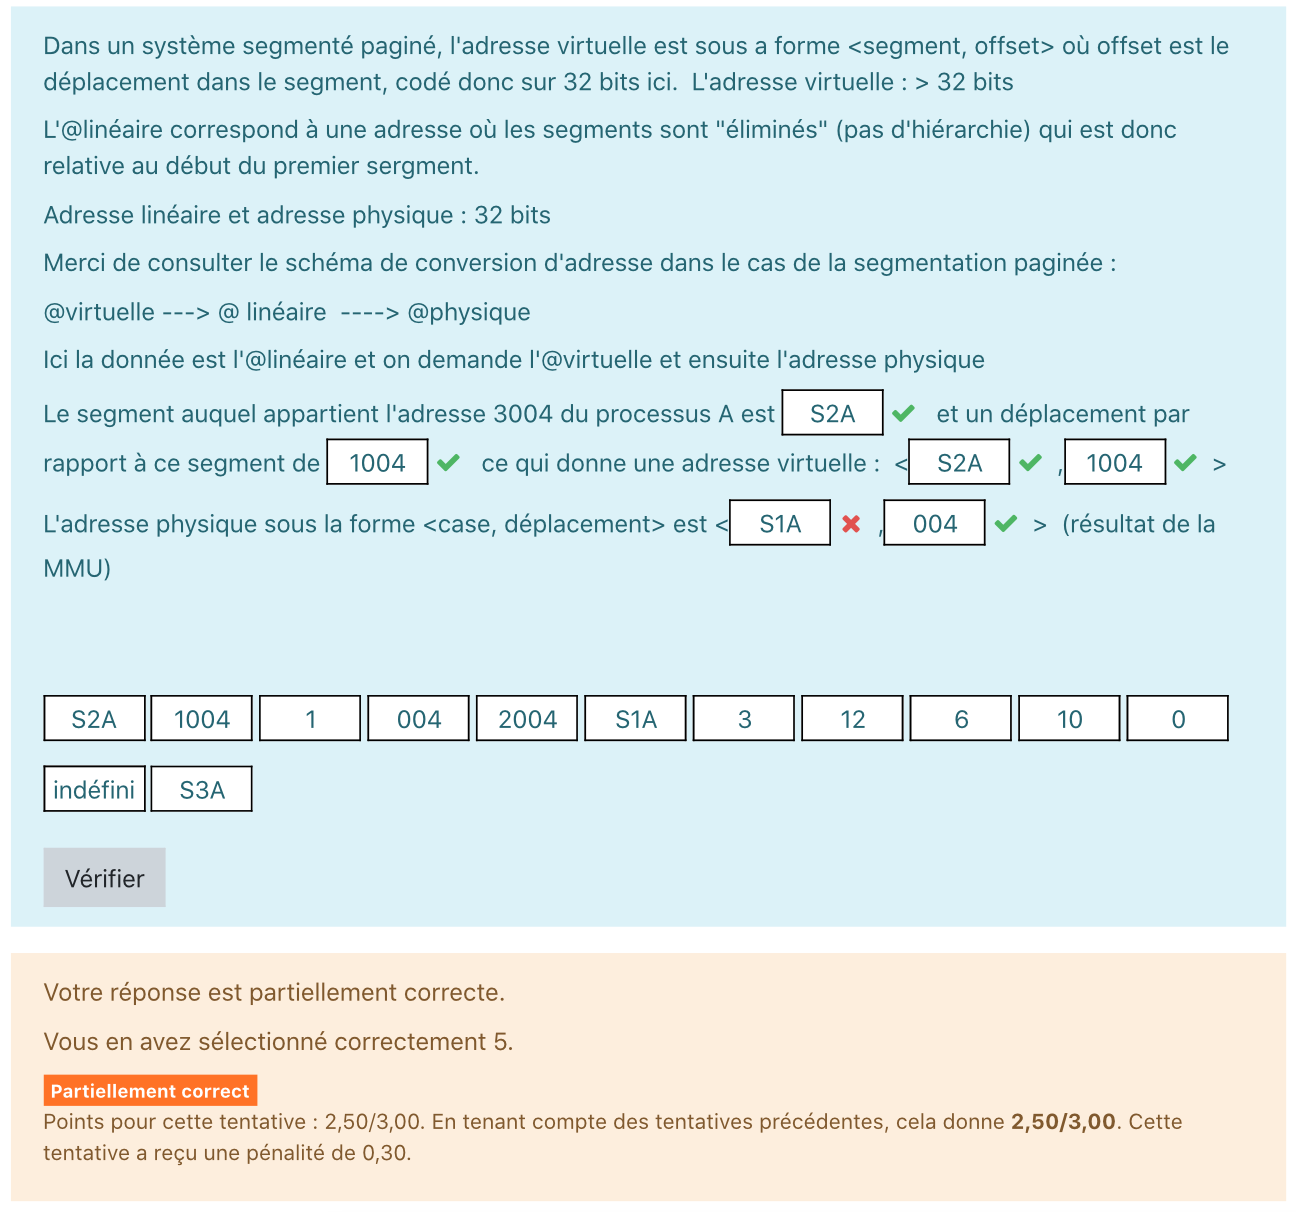 Dans un système segmenté paginé, l'adresse virtuelle est sous a forme <segment, offset> où offset est le
déplacement dans le segment, codé donc sur 32 bits ici. L'adresse virtuelle : > 32 bits
L'@linéaire correspond à une adresse où les segments sont "éliminés" (pas d'hiérarchie) qui est donc
relative au début du premier sergment.
Adresse linéaire et adresse physique : 32 bits
Merci de consulter le schéma de conversion d'adresse dans le cas de la segmentation paginée :
@virtuelle ---> @ linéaire ----> @physique
Ici la donnée est l'@linéaire et on demande l'@virtuelle et ensuite l'adresse physique
Le segment auquel appartient l'adresse 3004 du processus A est S2A ✔ et un déplacement par
rapport à ce segment de 1004 ✔ ce qui donne une adresse virtuelle : < S2A ✔ , 1004 ✔ >
L'adresse physique sous la forme <case, déplacement> est < S1A ✖ , 004 ✔ > (résultat de la
MMU)
S2A 1004 1 004 2004 S1A 3 12 6 10 0
indéfini S3A
Vérifier
Votre réponse est partiellement correcte.
Vous en avez sélectionné correctement 5.
Partiellement correct
Points pour cette tentative : 2,50/3,00. En tenant compte des tentatives précédentes, cela donne 2,50/3,00. Cette
tentative a reçu une pénalité de 0,30.